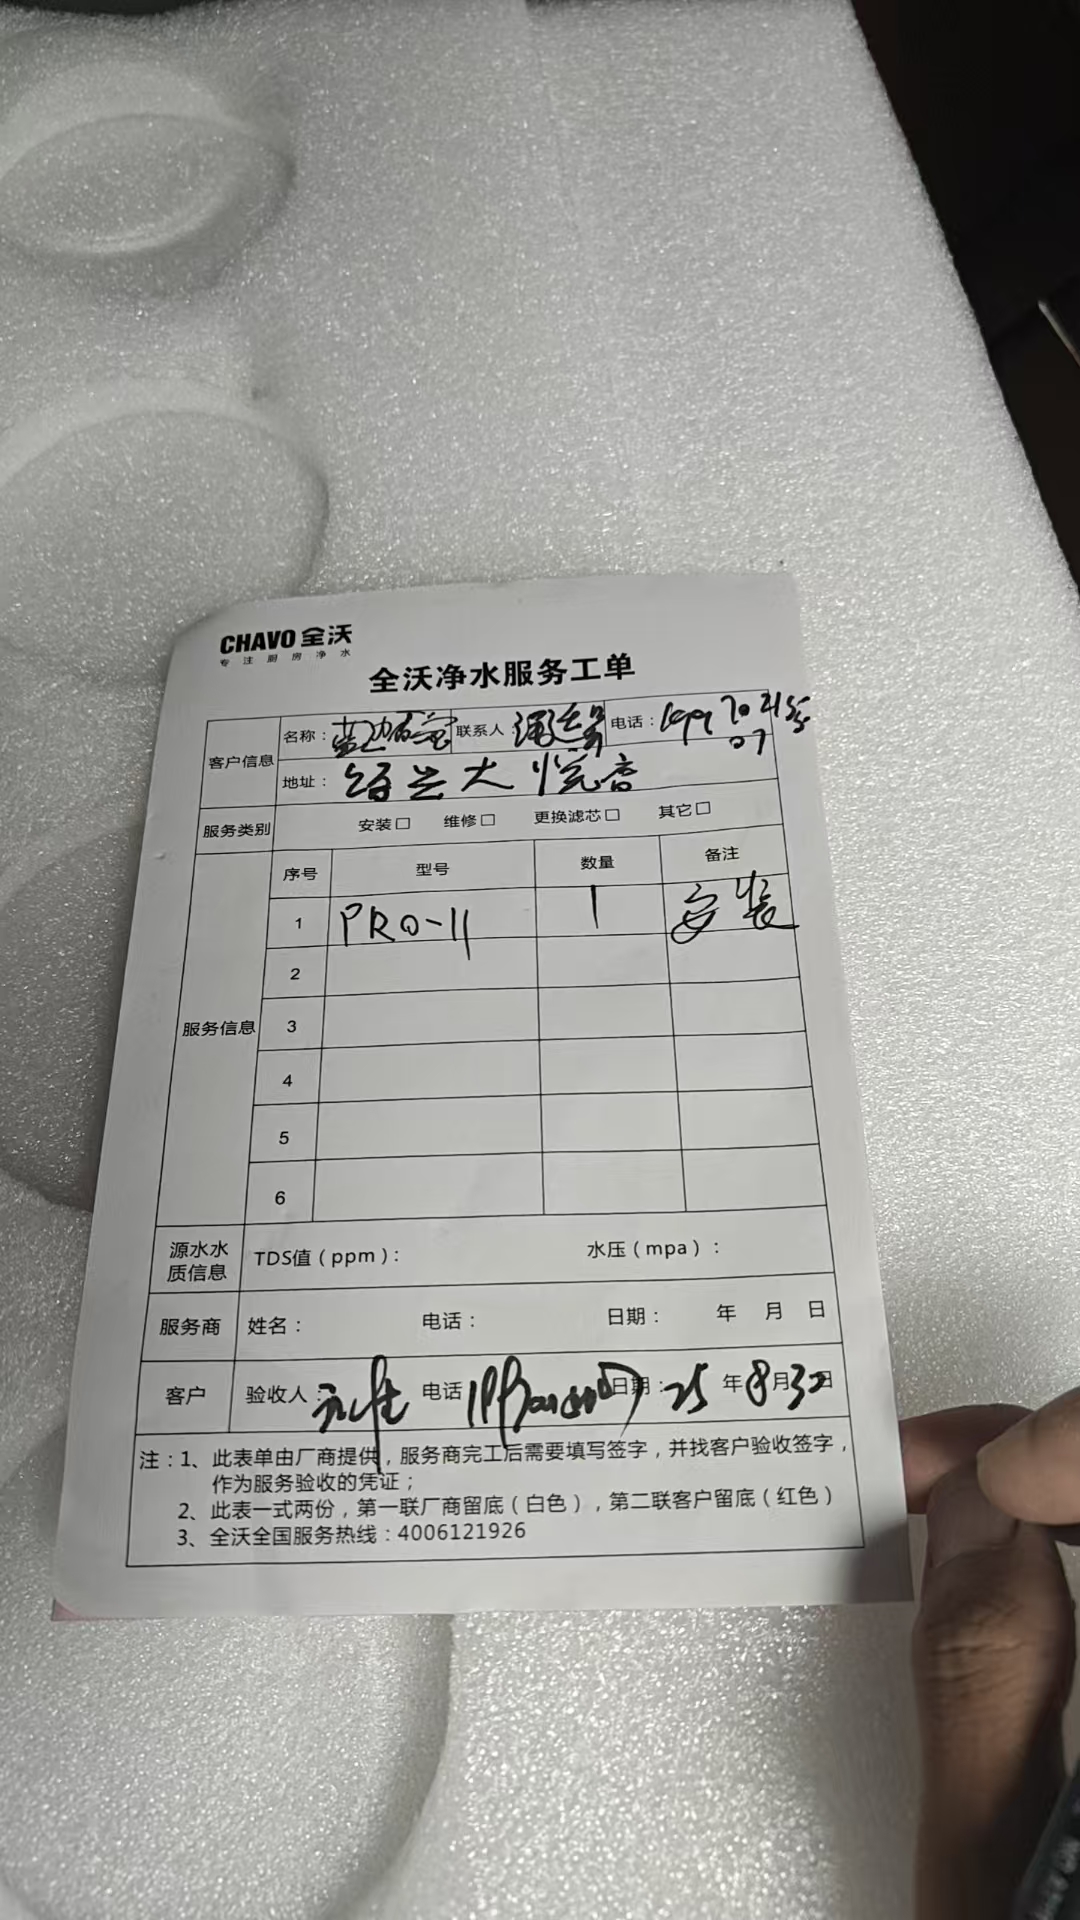 CHAVO 全沃
专注厨房净水
全沃净水服务工单
客户信息 名称： 联系人： 电话：
地址：绍兴大悦
服务类别 安装□ 维修□ 更换滤芯□ 其它□
服务信息 序号 型号 数量 备注
1 PRO-11 1 安装
2
3
4
5
6
源水水质信息 TDS值（ppm）： 水压（mpa）：
服务商 姓名： 电话： 日期： 年 月 日
客户 验收人： 电话 日期：25年8月30日
注：1、此表单由厂商提供，服务商完工后需要填写签字，并找客户验收签字，
作为服务验收的凭证；
2、此表一式两份，第一联厂商留底（白色），第二联客户留底（红色）
3、全沃全国服务热线：4006121926